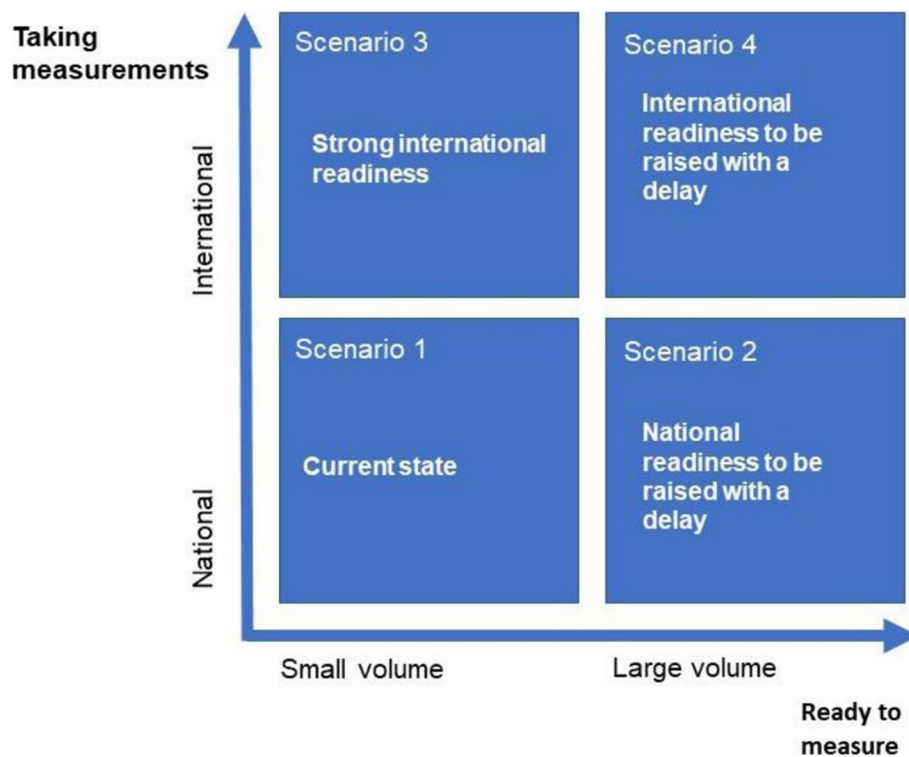 Taking
measurements
International
National
Scenario 3
Strong international
readiness
Scenario 4
International
readiness to be
raised with a
delay
Scenario 1
Current state
Scenario 2
National
readiness to be
raised with a
delay
Small volume
Large volume
Ready to
measure